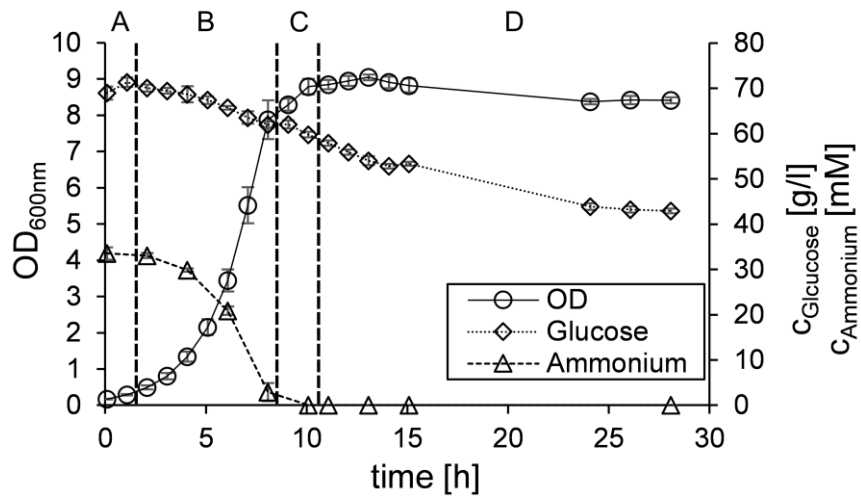 A B C D
10 80
9 70
8 60
7
6 50
5 40
4 30
3
2 20
1 10
0 0
0 5 10 15 20 25 30
time [h]
OD600nm
cGlcucose [g/l]
cAmmonium [mM]
OD
Glucose
Ammonium